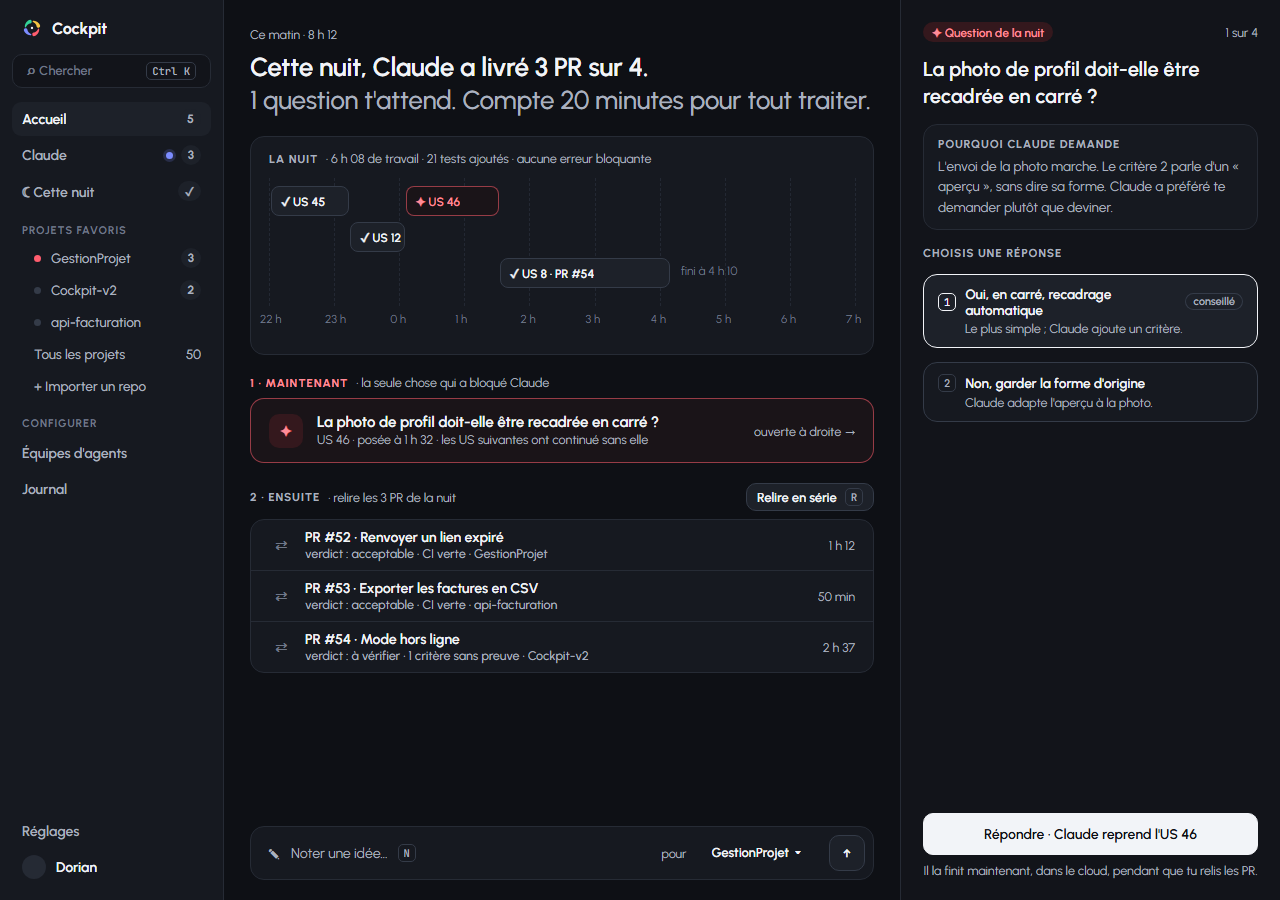 Cockpit
Chercher Ctrl K
Accueil 5
Claude 3
Cette nuit ✓
PROJETS FAVORIS
GestionProjet 3
Cockpit-v2 2
api-facturation
Tous les projets 50
+ Importer un repo
CONFIGURER
Équipes d'agents
Journal
Réglages
Dorian
Ce matin · 8 h 12
Cette nuit, Claude a livré 3 PR sur 4.
1 question t'attend. Compte 20 minutes pour tout traiter.
LA NUIT · 6 h 08 de travail · 21 tests ajoutés · aucune erreur bloquante
✓ US 45
✦ US 46
✓ US 12
✓ US 8 · PR #54
fini à 4 h 10
22 h 23 h 0 h 1 h 2 h 3 h 4 h 5 h 6 h 7 h
1 · MAINTENANT · la seule chose qui a bloqué Claude
La photo de profil doit-elle être recadrée en carré ?
US 46 · posée à 1 h 32 · les US suivantes ont continué sans elle
ouverte à droite →
2 · ENSUITE · relire les 3 PR de la nuit
Relire en série R
PR #52 · Renvoyer un lien expiré
verdict : acceptable · CI verte · GestionProjet
1 h 12
PR #53 · Exporter les factures en CSV
verdict : acceptable · CI verte · api-facturation
50 min
PR #54 · Mode hors ligne
verdict : à vérifier · 1 critère sans preuve · Cockpit-v2
2 h 37
Noter une idée... N
pour GestionProjet
✦ Question de la nuit
1 sur 4
La photo de profil doit-elle être
recadrée en carré ?
POURQUOI CLAUDE DEMANDE
L'envoi de la photo marche. Le critère 2 parle d'un «
aperçu », sans dire sa forme. Claude a préféré te
demander plutôt que deviner.
CHOISIS UNE RÉPONSE
1 Oui, en carré, recadrage
automatique
conseillé
Le plus simple ; Claude ajoute un critère.
2 Non, garder la forme d'origine
Claude adapte l'aperçu à la photo.
Répondre · Claude reprend l'US 46
Il la finit maintenant, dans le cloud, pendant que tu relis les PR.